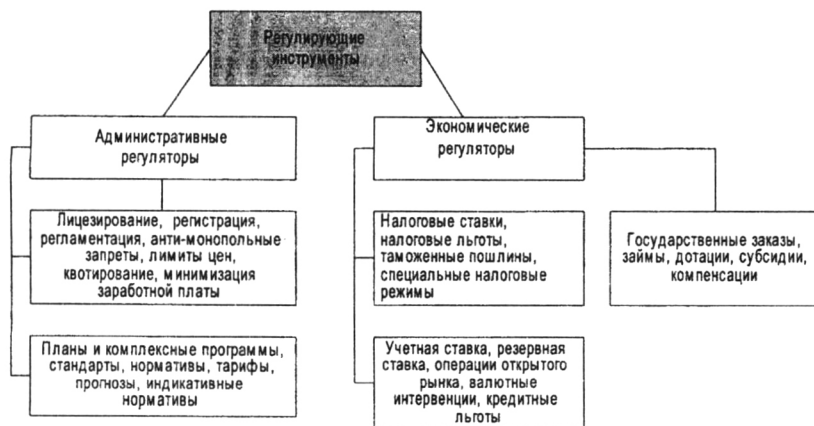 Регулирующие
инструменты
Административные
регуляторы
Экономические
регуляторы
Лицезирование, регистрация,
регламентация, анти-монопольные
запреты, лимиты цен,
квотирование, минимизация
заработной платы
Налоговые ставки,
налоговые льготы,
таможенные пошлины,
специальные налоговые
режимы
Государственные заказы,
займы, дотации, субсидии,
компенсации
Планы и комплексные программы,
стандарты, нормативы, тарифы,
прогнозы, индикативные
нормативы
Учетная ставка, резервная
ставка, операции открытого
рынка, валютные
интервенции, кредитные
льготы